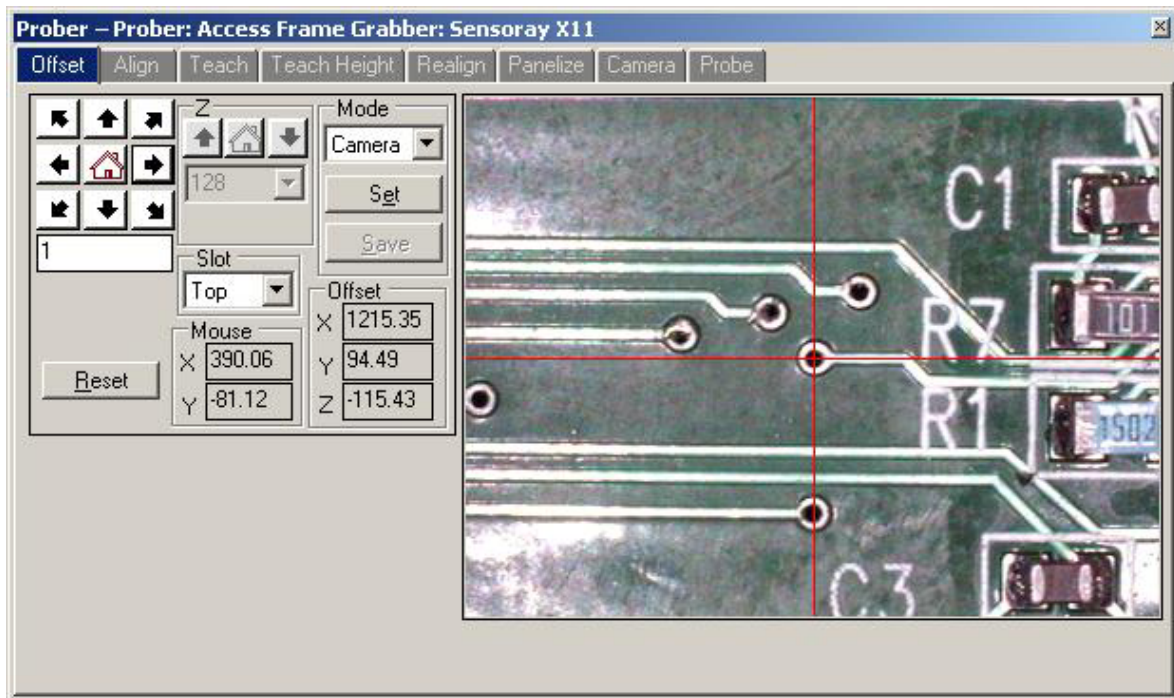 Prober – Prober: Access Frame Grabber: Sensoray X11
Offset Align Teach Teach Height Realign Panelize Camera Probe
Z
128
Mode
Camera
Set
Save
1
Slot
Top
Mouse
X 390.06
Y -81.12
Offset
X 1215.35
Y 94.49
Z -115.43
Reset
C1
R7
101
R1
1502
C3